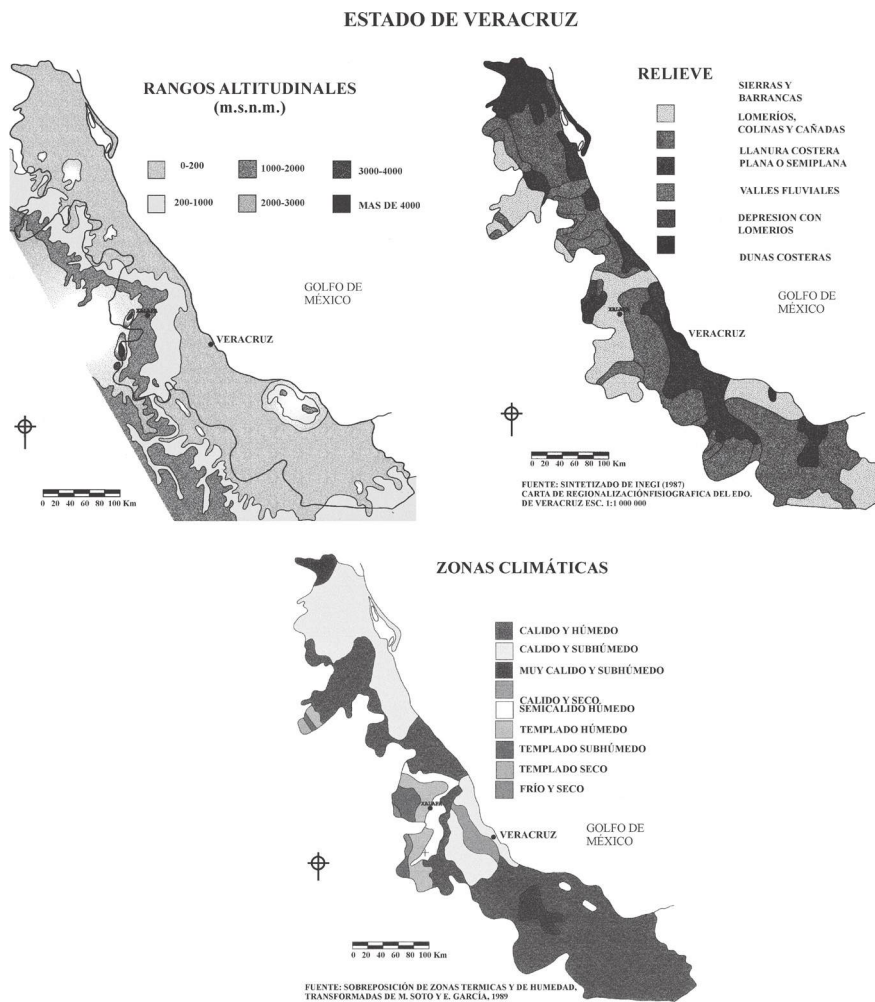 ESTADO DE VERACRUZ
RANGOS ALTITUDINALES
(m.s.n.m.)
0-200
1000-2000
3000-4000
200-1000
2000-3000
MAS DE 4000
GOLFO DE
MÉXICO
XALAPA
VERACRUZ
0 20 40 60 80 100 Km
RELIEVE
SIERRAS Y
BARRANCAS
LOMERÍOS,
COLINAS Y CAÑADAS
LLANURA COSTERA
PLANA O SEMIPLANA
VALLES FLUVIALES
DEPRESION CON
LOMERIOS
DUNAS COSTERAS
GOLFO DE
MÉXICO
XALAPA
VERACRUZ
0 20 40 60 80 100 Km
FUENTE: SINTETIZADO DE INEGI (1987)
CARTA DE REGIONALIZACIÓNFISIOGRAFICA DEL EDO.
DE VERACRUZ ESC. 1:1 000 000
ZONAS CLIMÁTICAS
CALIDO Y HÚMEDO
CALIDO Y SUBHÚMEDO
MUY CALIDO Y SUBHÚMEDO
CALIDO Y SECO
SEMICALIDO HÚMEDO
TEMPLADO HÚMEDO
TEMPLADO SUBHÚMEDO
TEMPLADO SECO
FRÍO Y SECO
XALAPA
VERACRUZ
GOLFO DE
MÉXICO
0 20 40 60 80 100 Km
FUENTE: SOBREPOSICIÓN DE ZONAS TERMICAS Y DE HUMEDAD,
TRANSFORMADAS DE M. SOTO Y E. GARCÍA, 1989